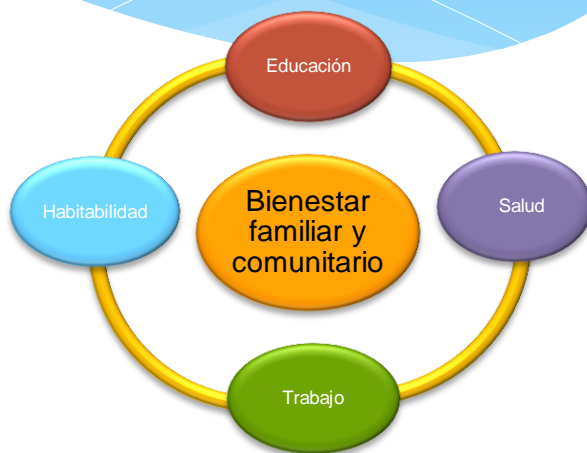 Educación
Habitabilidad
Bienestar
familiar y
comunitario
Salud
Trabajo